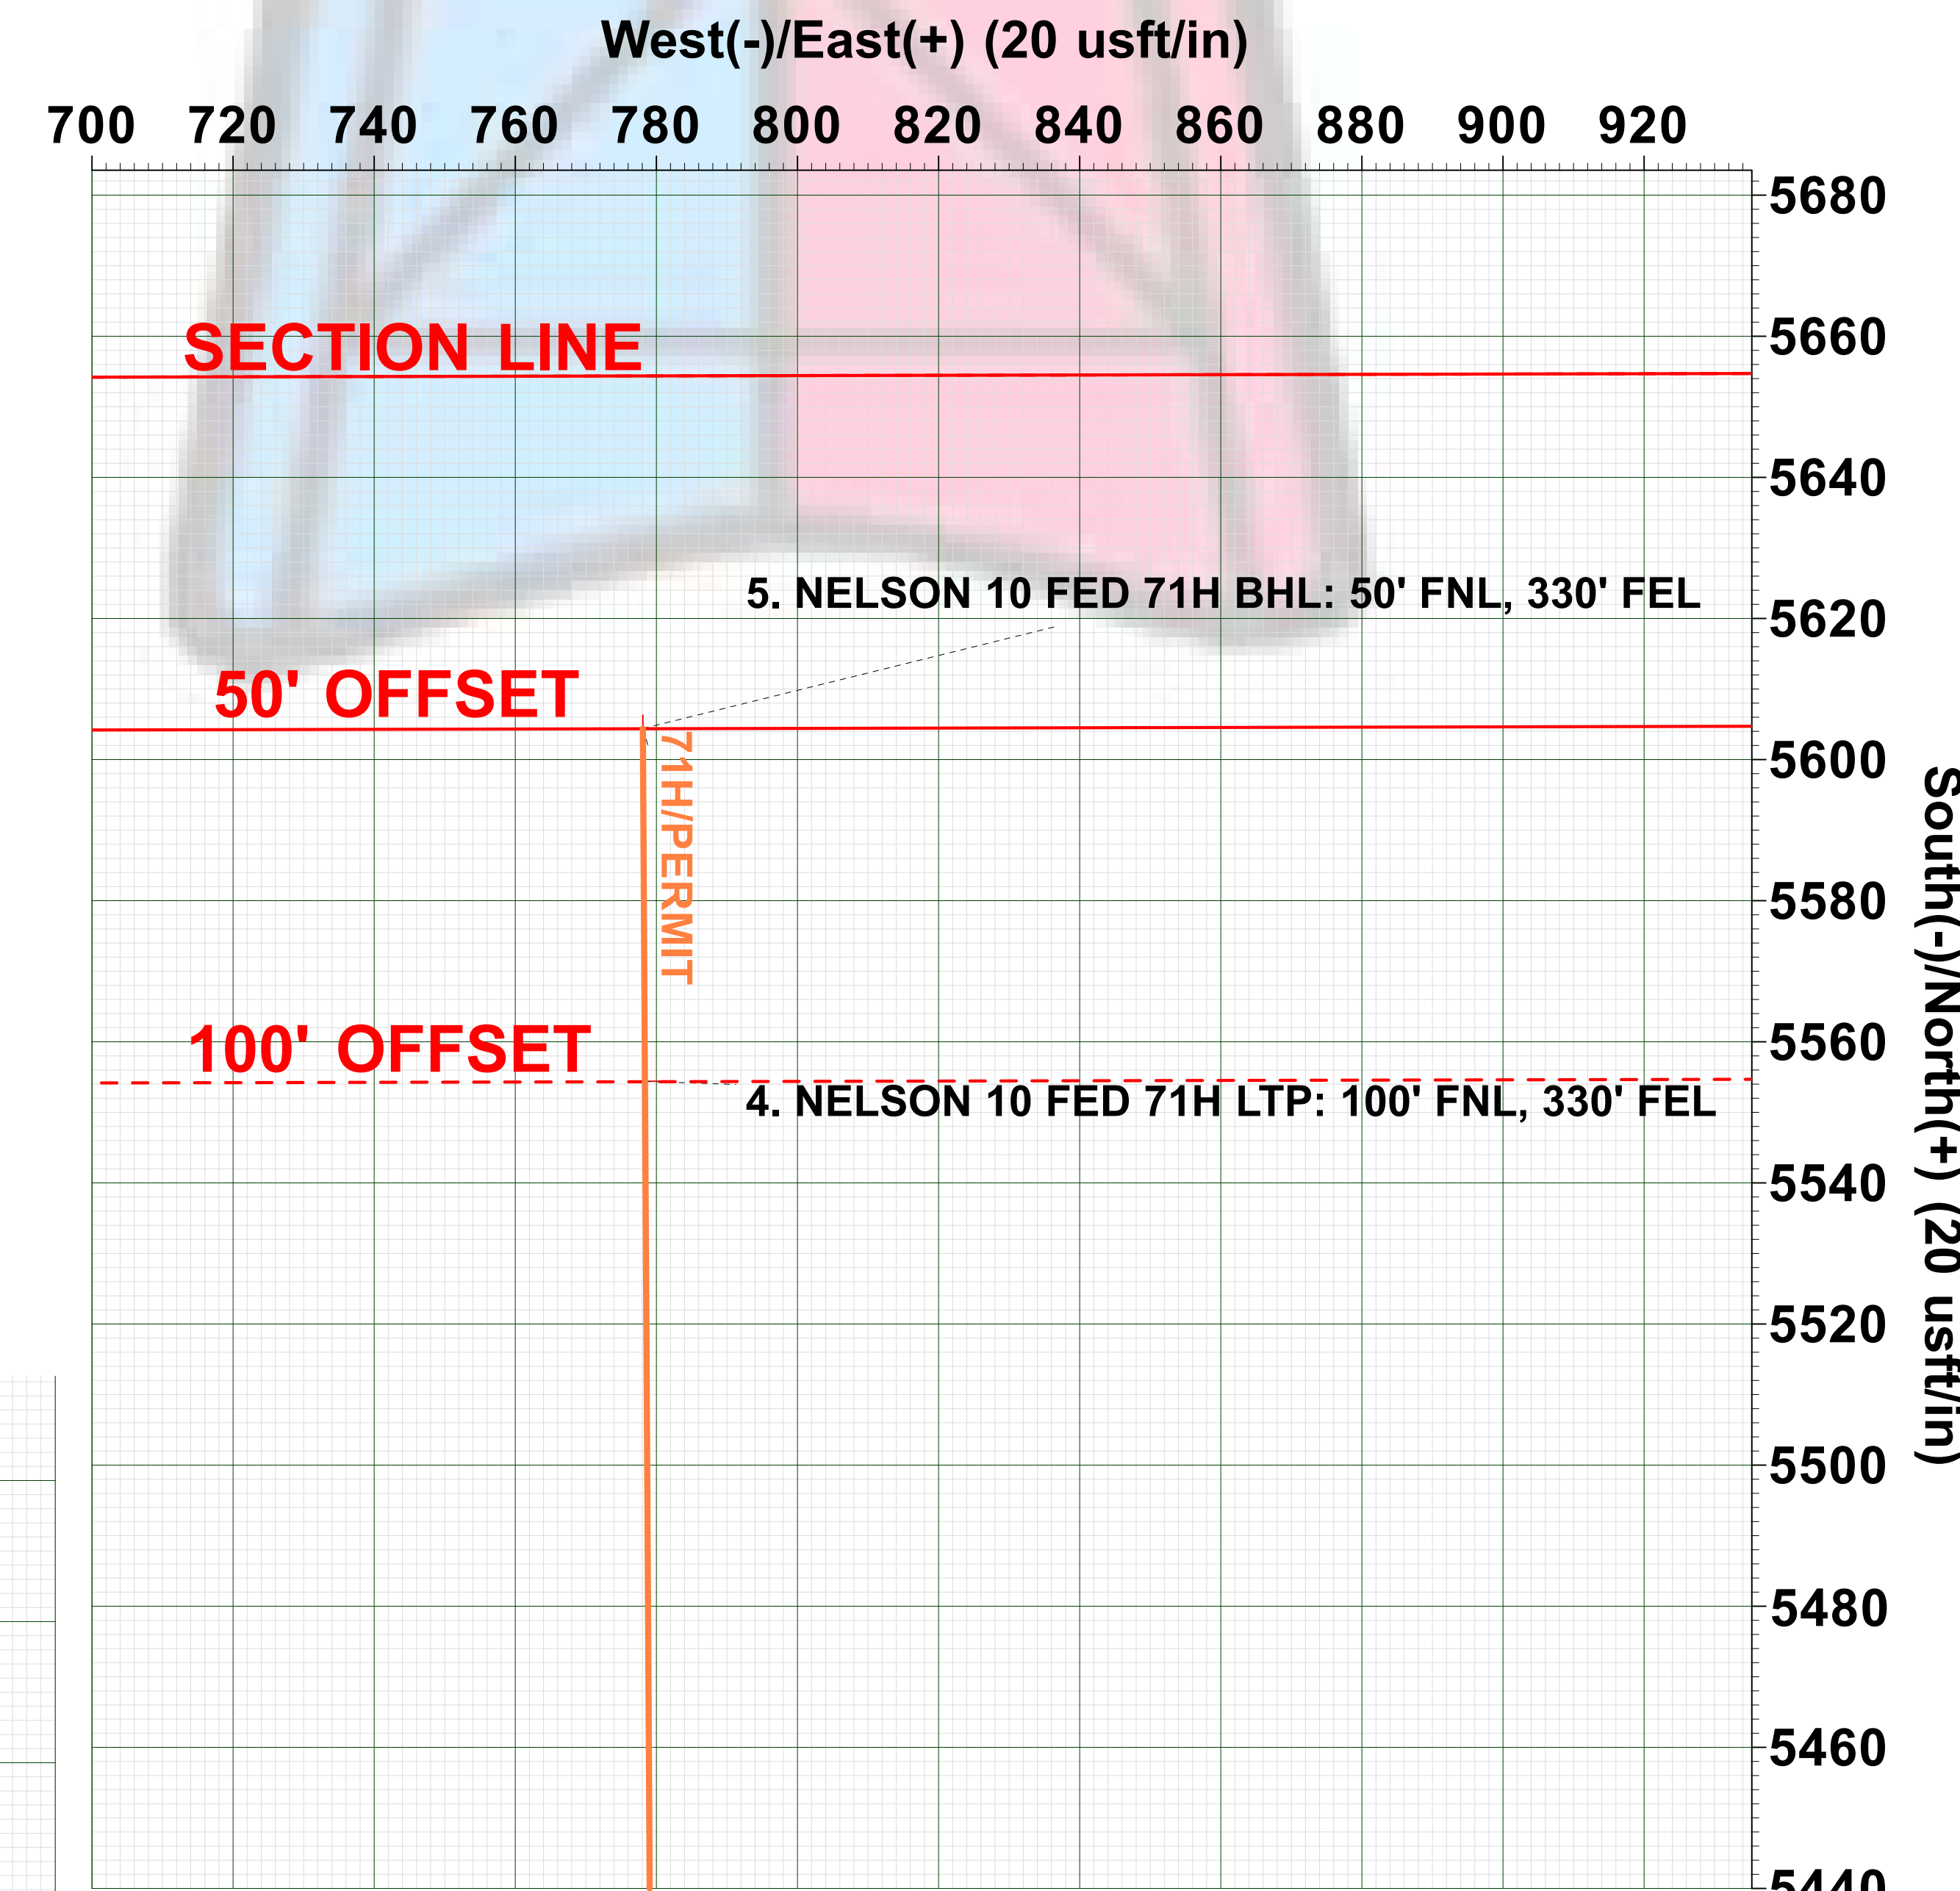 West(-)/East(+) (20 usft/in)
700 720 740 760 780 800 820 840 860 880 900 920
5680
SECTION LINE
5660
5640
5. NELSON 10 FED 71H BHL: 50' FNL, 330' FEL
5620
50' OFFSET
71H/PERMIT
5600
South(-)/North(+) (20 usft/in)
5580
100' OFFSET
5560
4. NELSON 10 FED 71H LTP: 100' FNL, 330' FEL
5540
5520
5500
5480
5460
5440